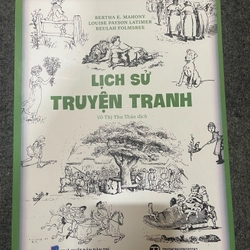 BERTHA E. MAHONY
LOUISE PAYSON LATIMER
BEULAH FOLMSBEE
LỊCH SỬ
TRUYỆN TRANH
Võ Thị Thu Thảo dịch